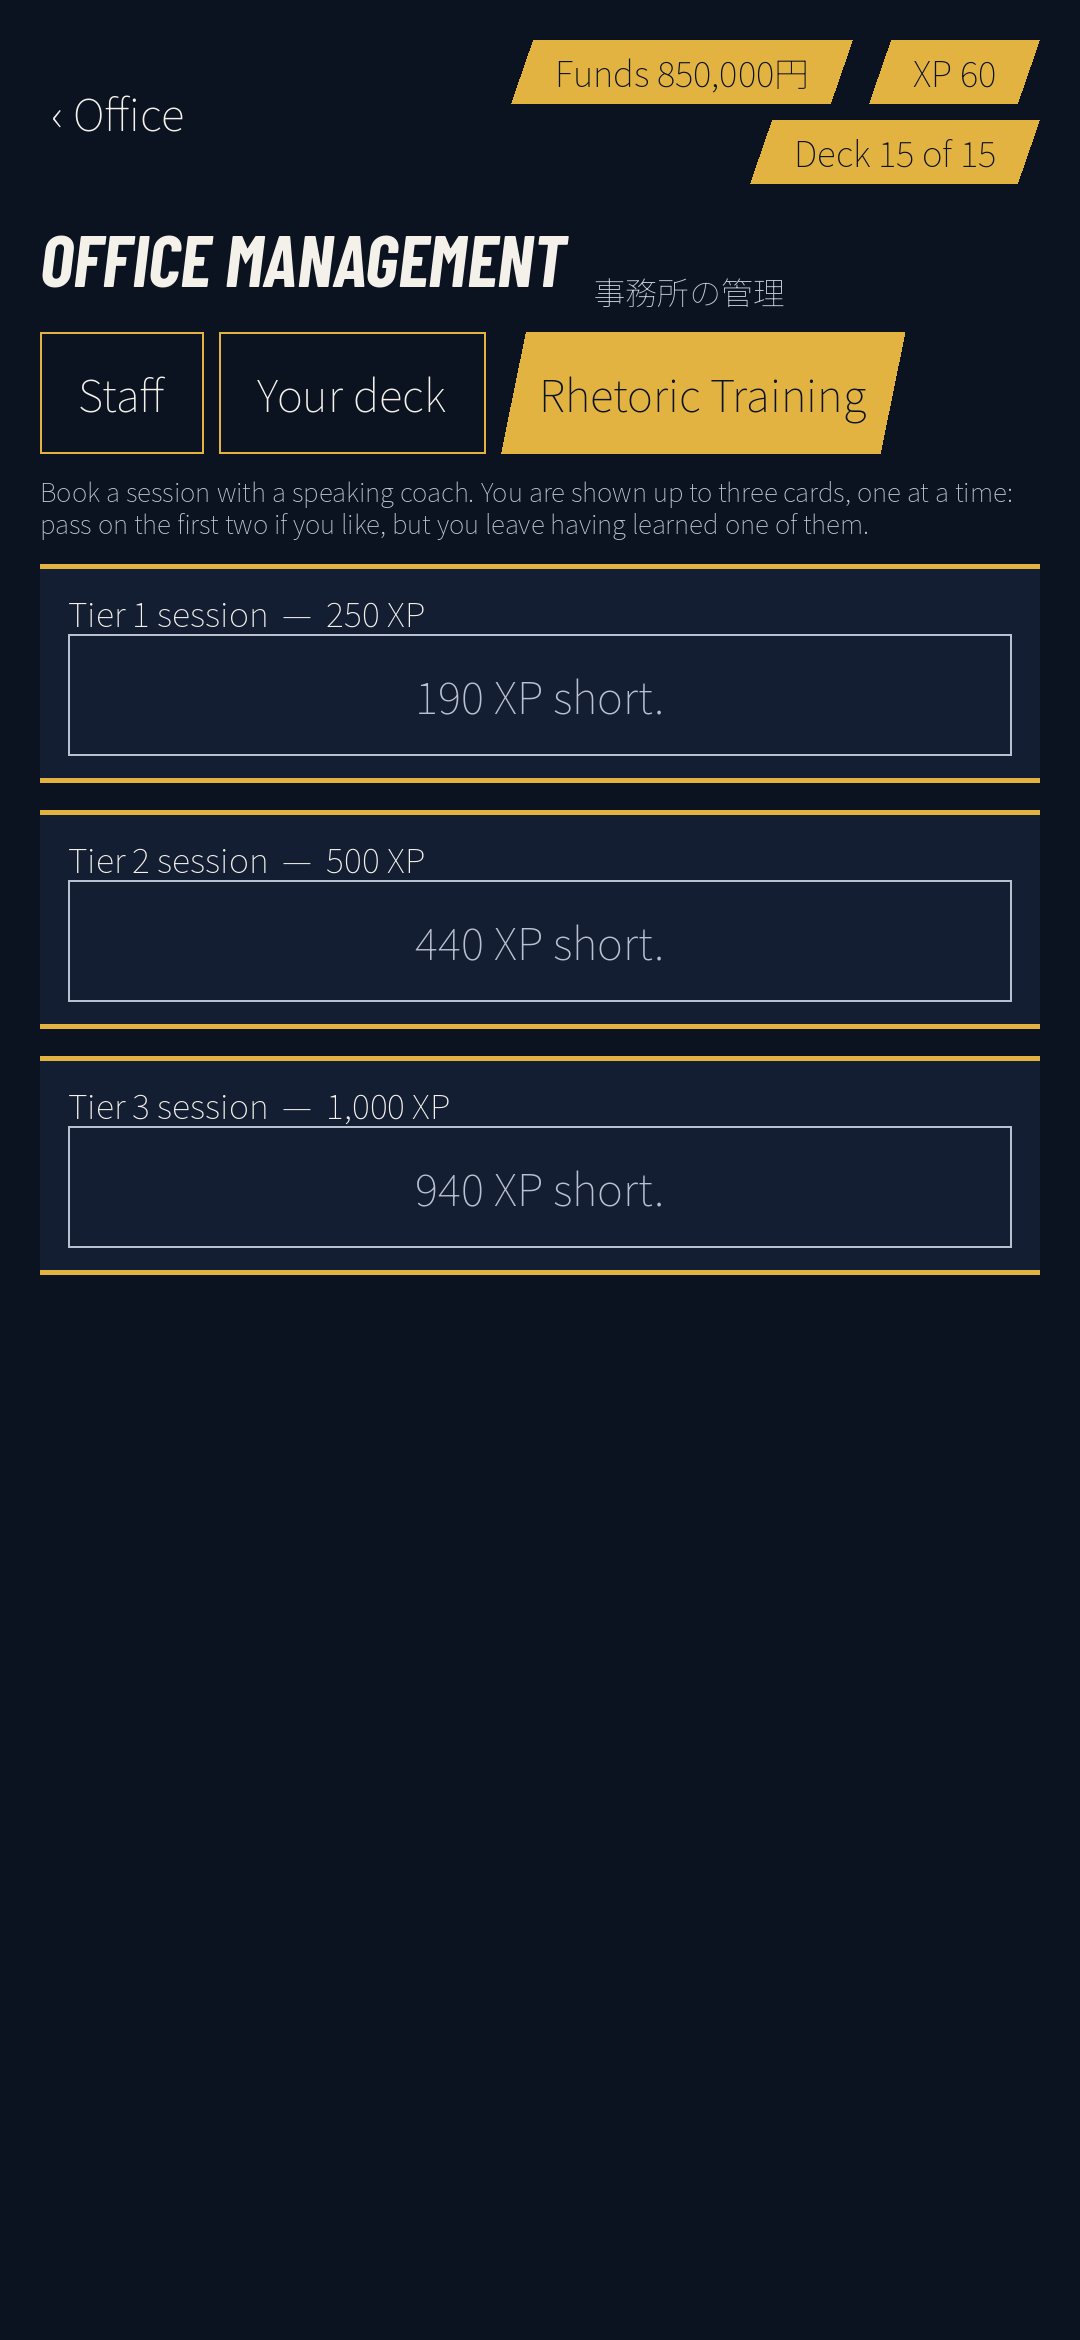 ‹ Office
Funds 850,000円
XP 60
Deck 15 of 15
OFFICE MANAGEMENT
事務所の管理
Staff
Your deck
Rhetoric Training
Book a session with a speaking coach. You are shown up to three cards, one at a time:
pass on the first two if you like, but you leave having learned one of them.
Tier 1 session — 250 XP
190 XP short.
Tier 2 session — 500 XP
440 XP short.
Tier 3 session — 1,000 XP
940 XP short.